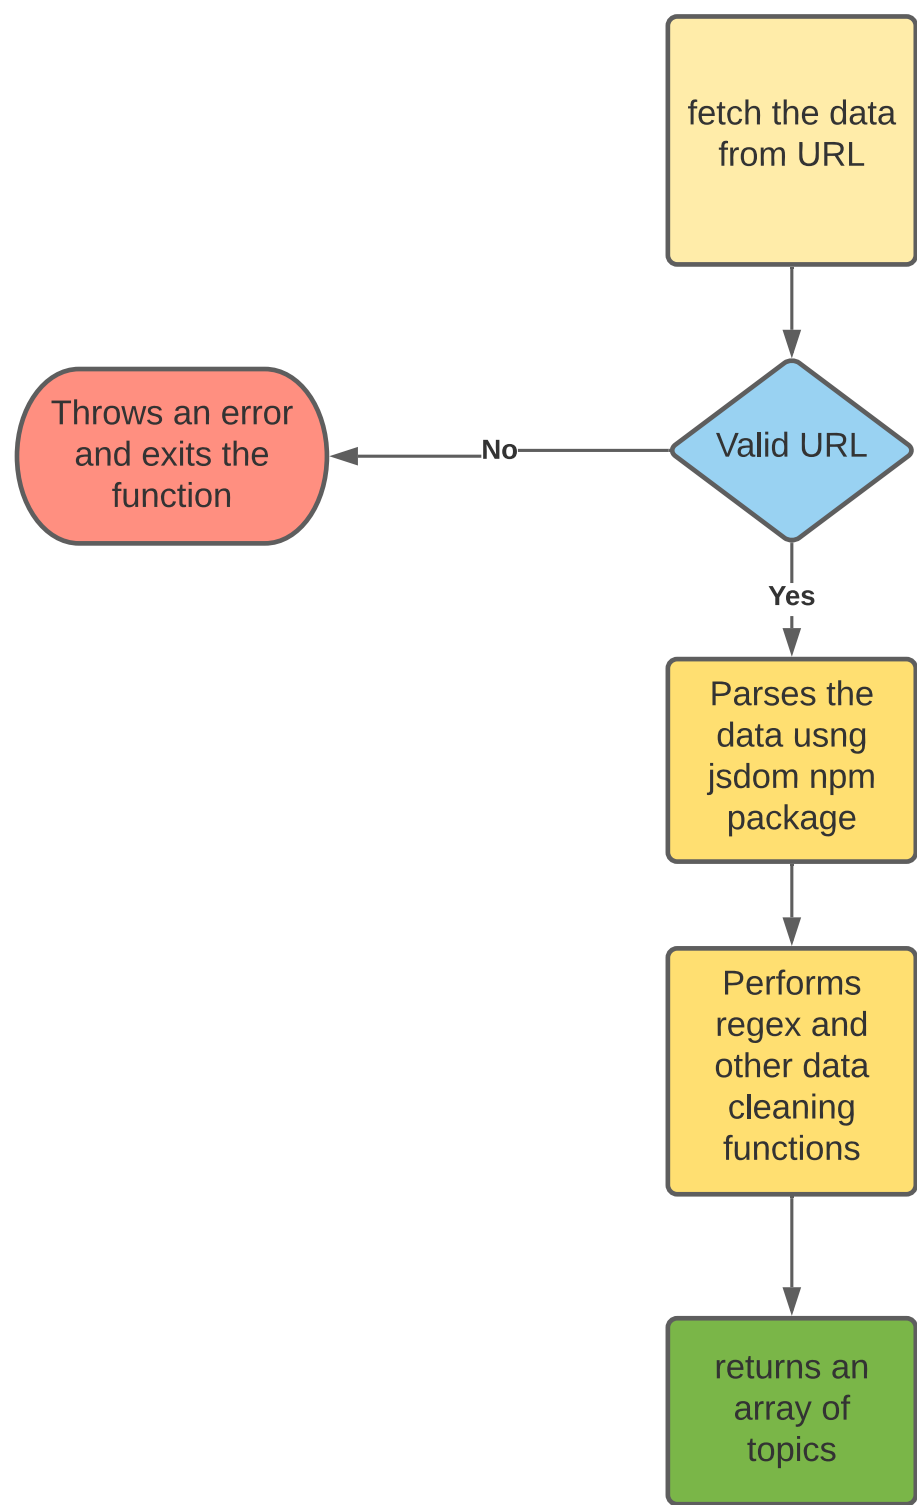 fetch the data
from URL
Valid URL
No
Throws an error
and exits the
function
Yes
Parses the
data usng
jsdom npm
package
Performs
regex and
other data
cleaning
functions
returns an
array of
topics